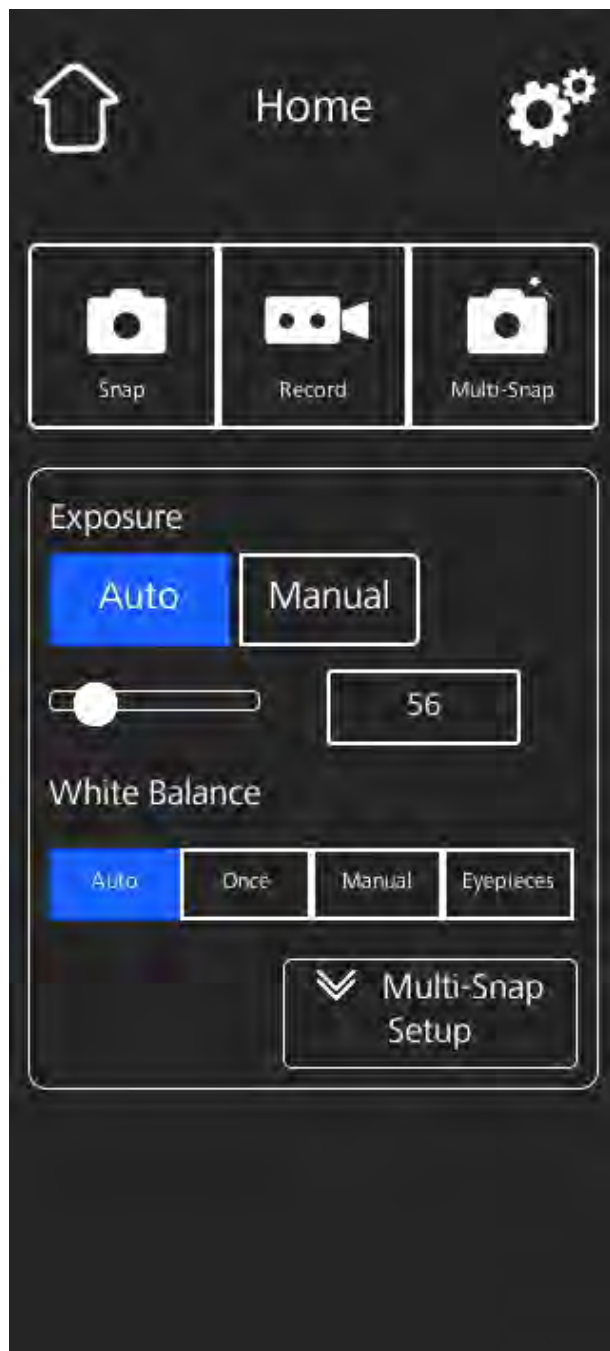 Home
Snap Record Multi-Snap
Exposure
Auto Manual
56
White Balance
Auto Once Manual Eyepieces
Multi-Snap
Setup